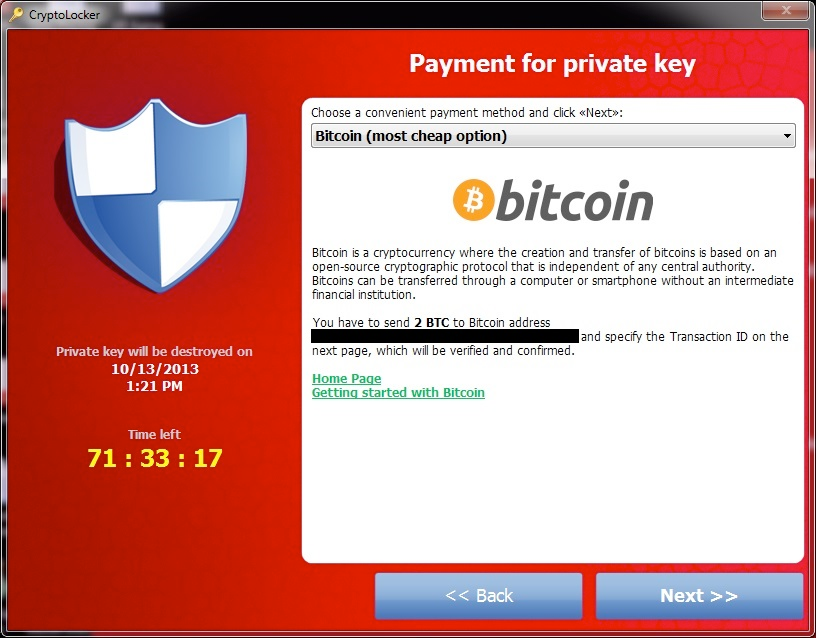 CryptoLocker
Payment for private key
Choose a convenient payment method and click «Next»:
Bitcoin (most cheap option)
bitcoin
Bitcoin is a cryptocurrency where the creation and transfer of bitcoins is based on an
open-source cryptographic protocol that is independent of any central authority.
Bitcoins can be transferred through a computer or smartphone without an intermediate
financial institution.
You have to send 2 BTC to Bitcoin address
and specify the Transaction ID on the
next page, which will be verified and confirmed.
Home Page
Getting started with Bitcoin
Private key will be destroyed on
10/13/2013
1:21 PM
Time left
71 : 33 : 17
<< Back
Next >>